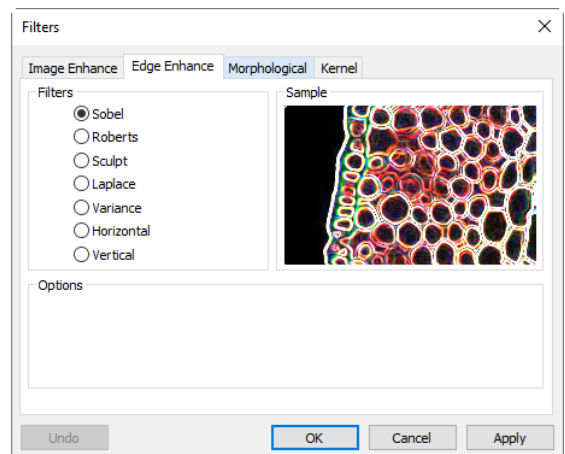 Filters
Image Enhance Edge Enhance Morphological Kernel
Filters
Sobel
Roberts
Sculpt
Laplace
Variance
Horizontal
Vertical
Sample
Options
Undo OK Cancel Apply